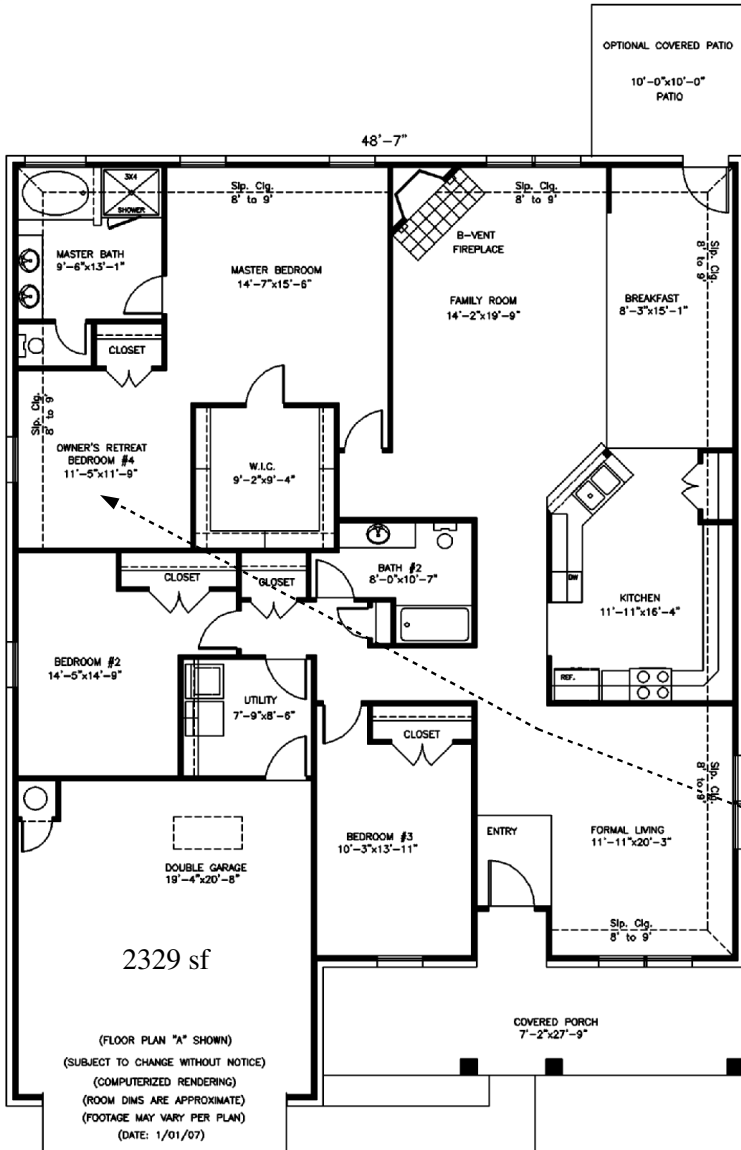 OPTIONAL COVERED PATIO
10'-0"x10'-0"
PATIO
48'-7"
3X4
SHOWER
Slp. Clg.
8' to 9'
Slp. Clg.
8' to 9'
B-VENT
FIREPLACE
MASTER BATH
9'-6"x13'-1"
MASTER BEDROOM
14'-7"x15'-6"
FAMILY ROOM
14'-2"x19'-9"
BREAKFAST
8'-3"x15'-1"
Slp. Clg.
8' to 9'
CLOSET
Slp. Clg.
8' to 9'
OWNER'S RETREAT
BEDROOM #4
11'-5"x11'-9"
W.I.C.
9'-2"x9'-4"
CLOSET
CLOSET
BATH #2
8'-0"x10'-7"
DW
KITCHEN
11'-11"x16'-4"
BEDROOM #2
14'-5"x14'-9"
REF.
UTILITY
7'-9"x8'-6"
CLOSET
Slp. Clg.
8' to 9'
BEDROOM #3
10'-3"x13'-11"
ENTRY
FORMAL LIVING
11'-11"x20'-3"
DOUBLE GARAGE
19'-4"x20'-8"
Slp. Clg.
8' to 9'
2329 sf
COVERED PORCH
7'-2"x27'-9"
(FLOOR PLAN "A" SHOWN)
(SUBJECT TO CHANGE WITHOUT NOTICE)
(COMPUTERIZED RENDERING)
(ROOM DIMS ARE APPROXIMATE)
(FOOTAGE MAY VARY PER PLAN)
(DATE: 1/01/07)